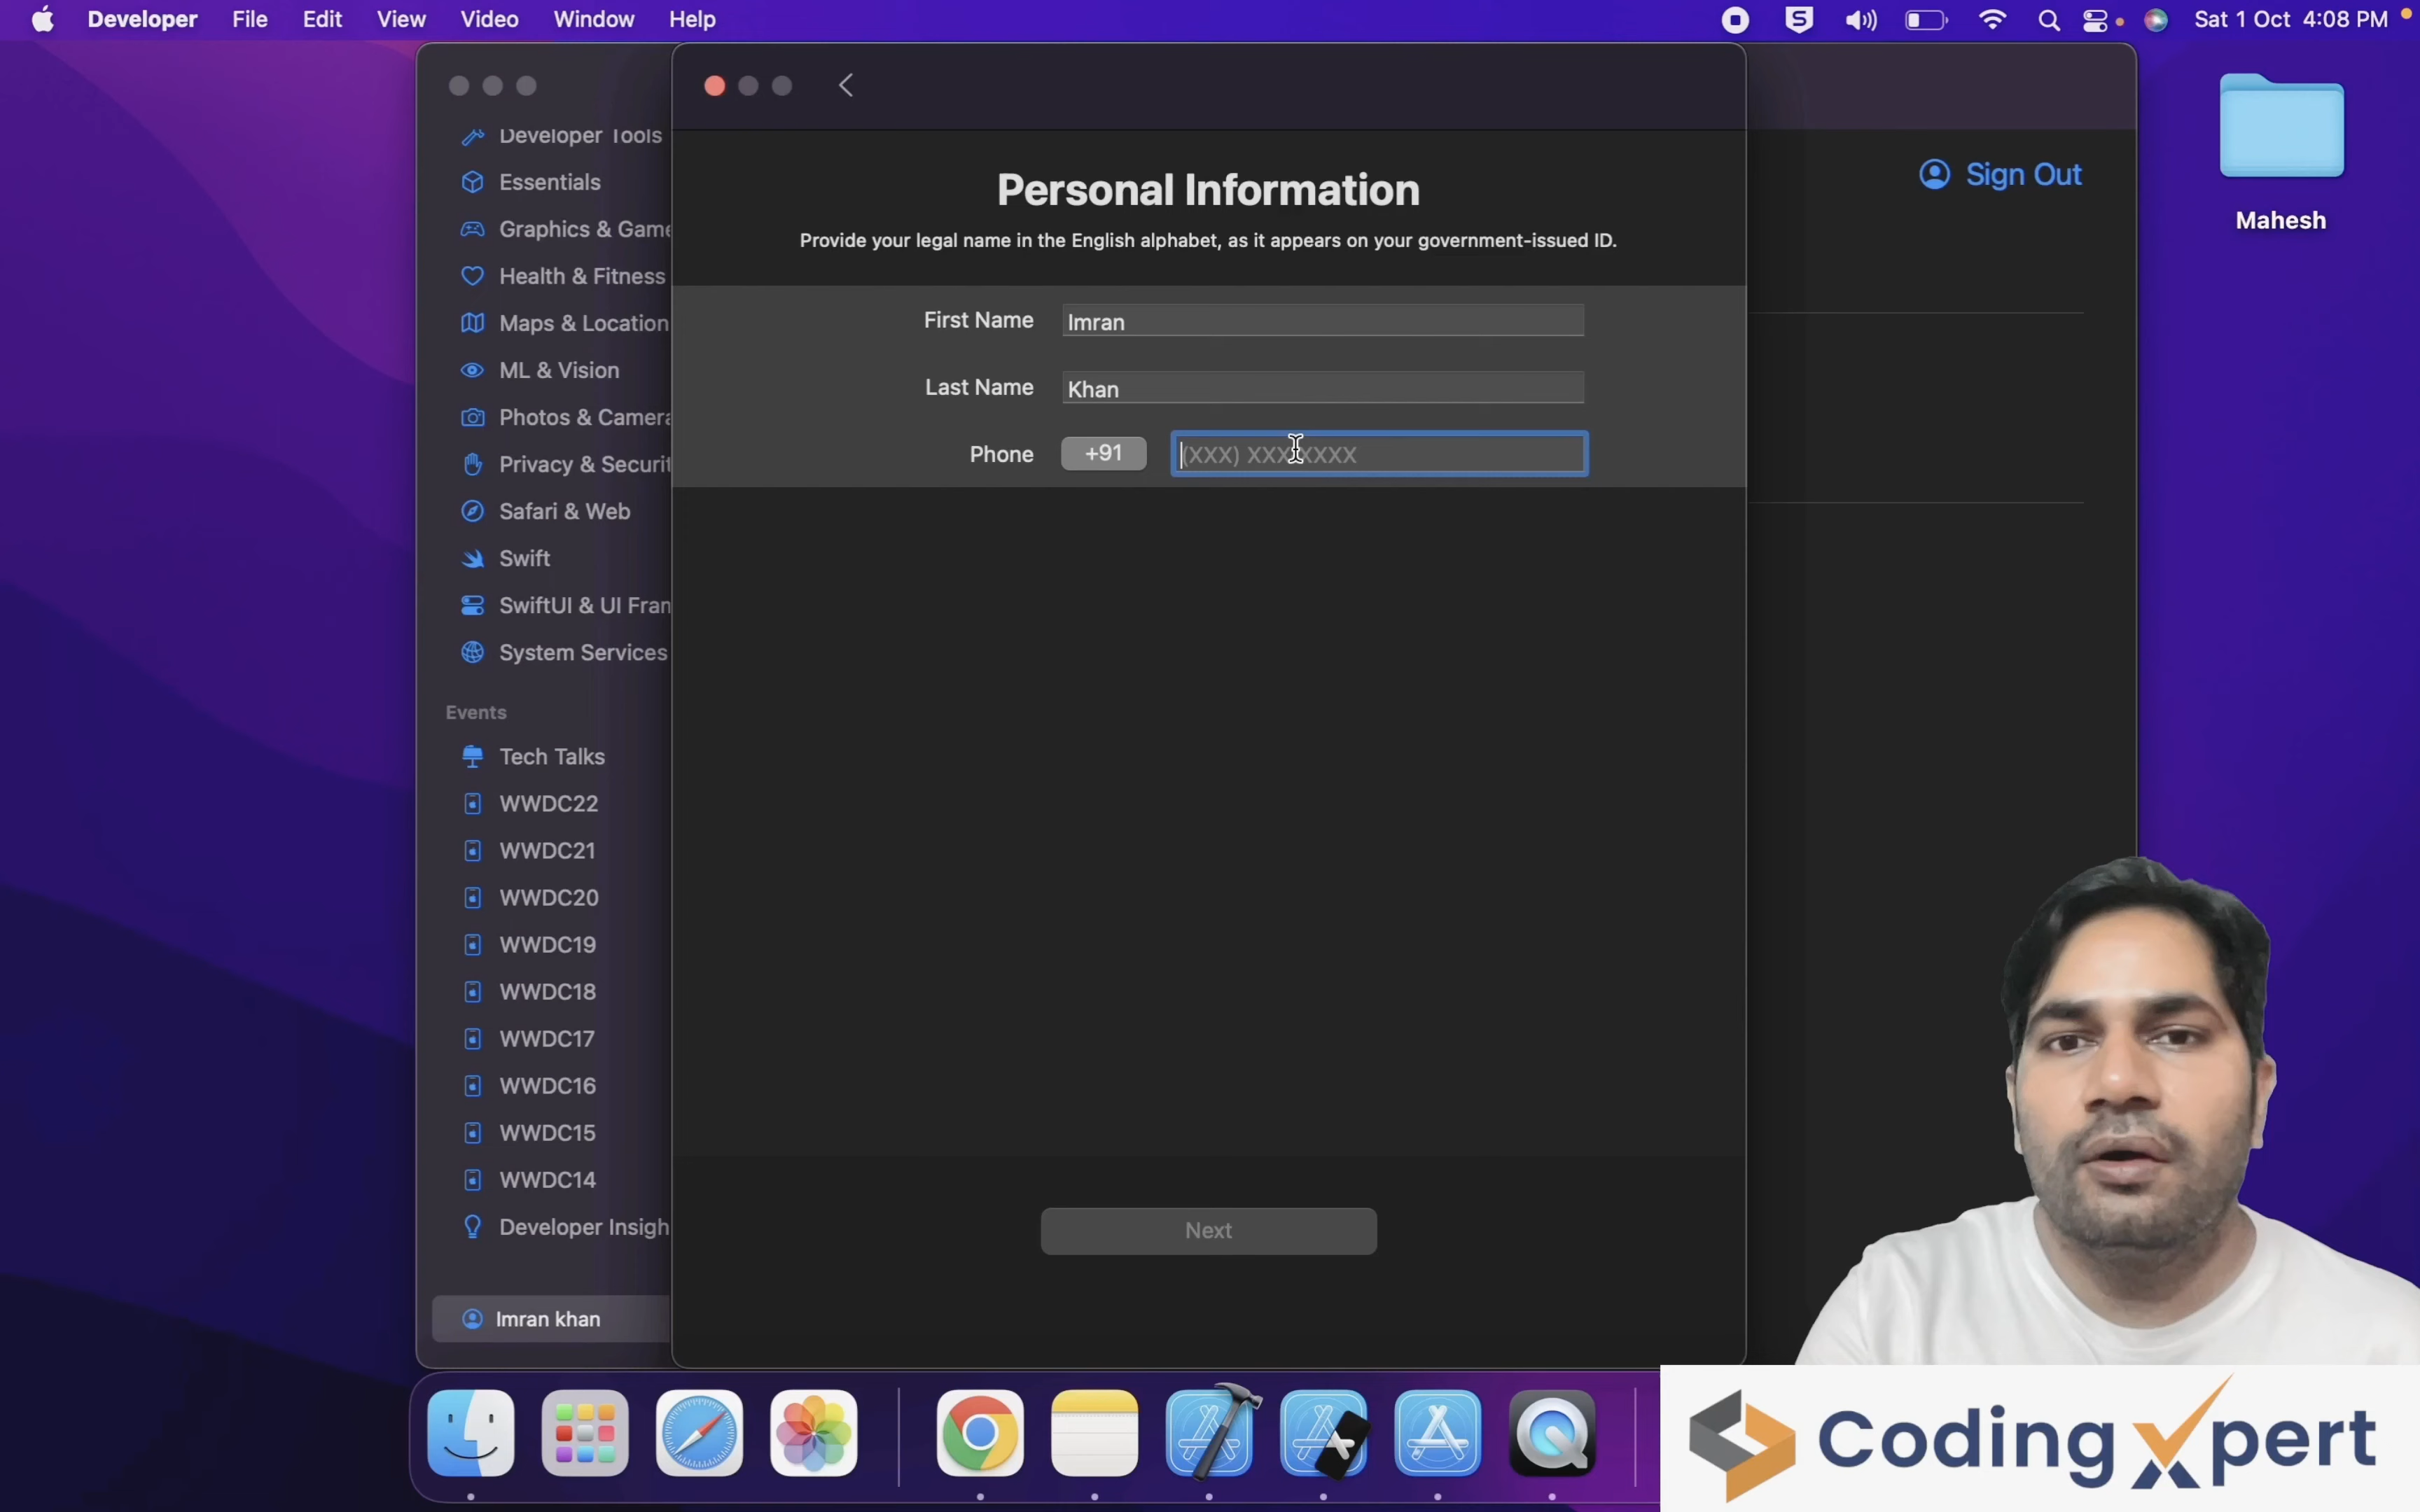 Developer File Edit View Video Window Help Sat 1 Oct 4:08 PM
Developer Tools
Essentials
Graphics & Game
Health & Fitness
Maps & Location
ML & Vision
Photos & Camera
Privacy & Securit
Safari & Web
Swift
SwiftUI & UI Fran
System Services
Events
Tech Talks
WWDC22
WWDC21
WWDC20
WWDC19
WWDC18
WWDC17
WWDC16
WWDC15
WWDC14
Developer Insigh
Imran khan
Personal Information
Provide your legal name in the English alphabet, as it appears on your government-issued ID.
First Name Imran
Last Name Khan
Phone +91 (XXX) XXX-XXXX
Next
Sign Out
Mahesh
CodingXpert